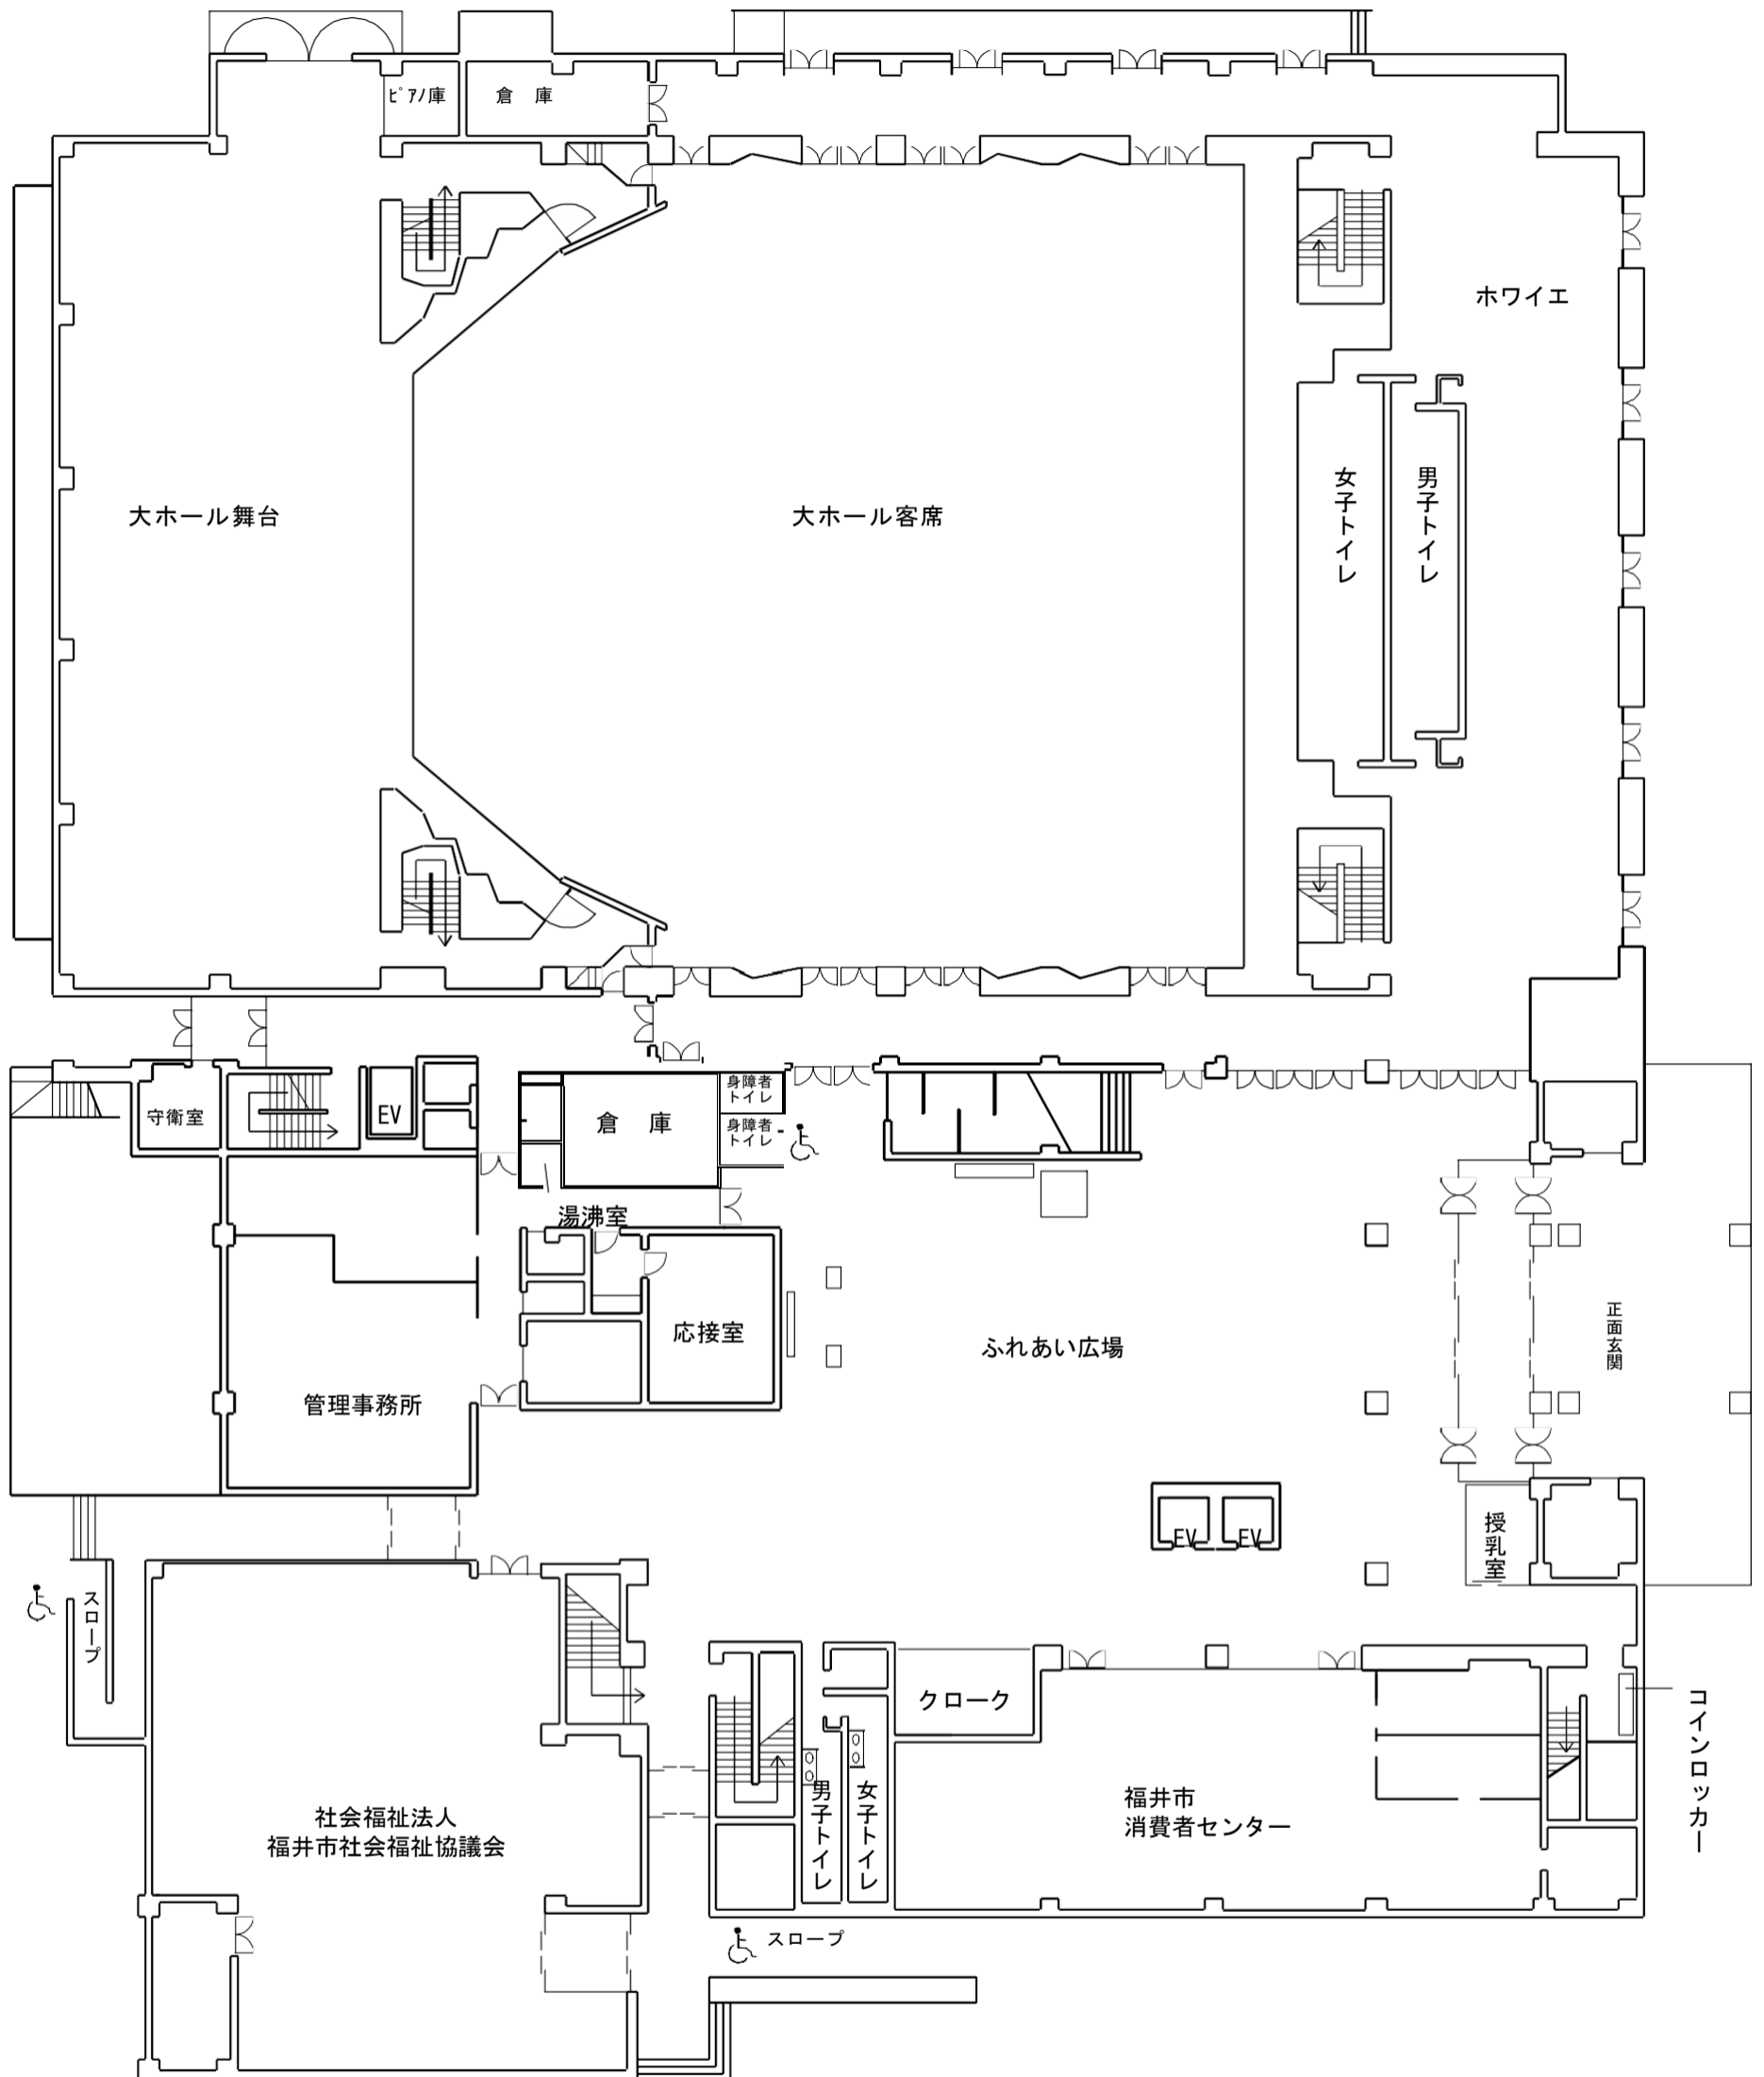 ピアノ庫
倉 庫
ホワイエ
大ホール舞台
大ホール客席
女子トイレ
男子トイレ
守衛室
EV
倉 庫
身障者
トイレ
身障者
トイレ
湯沸室
応接室
管理事務所
ふれあい広場
正面玄関
EV
EV
授乳室
スロープ
クローク
コインロッカー
男子トイレ
女子トイレ
福井市
消費者センター
社会福祉法人
福井市社会福祉協議会
スロープ